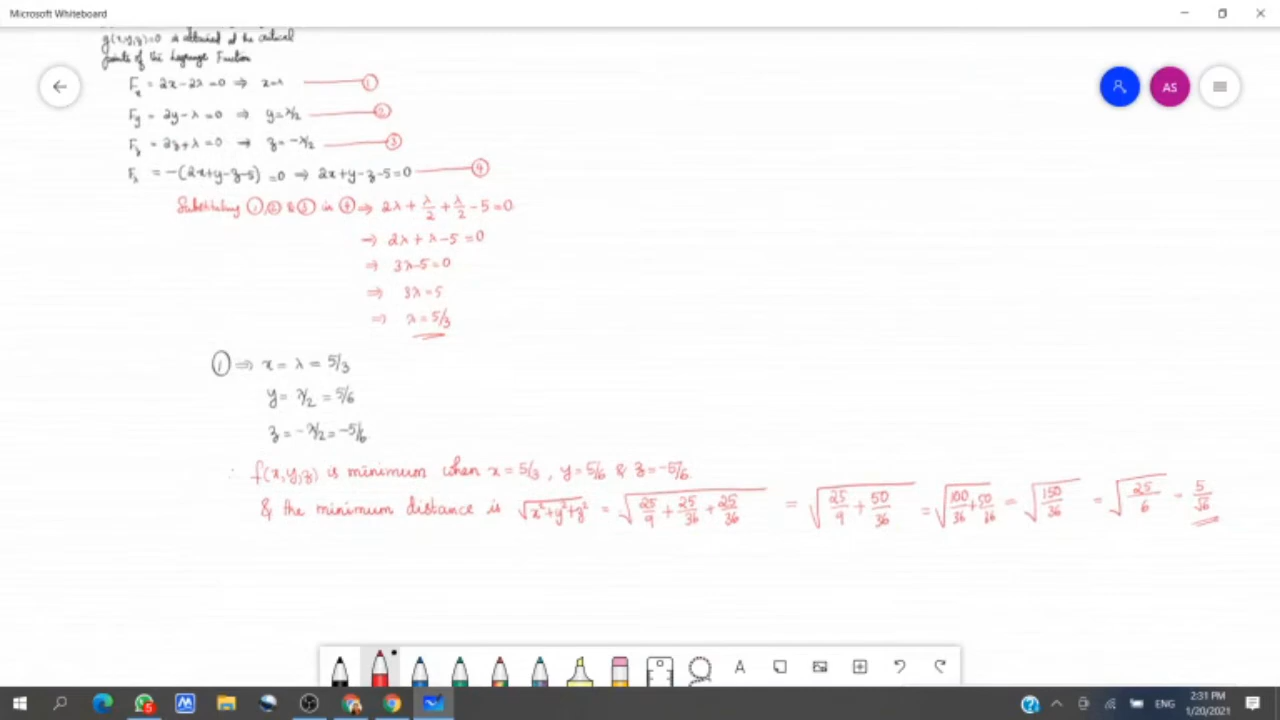 Microsoft Whiteboard
g(x,y,z)=0 is attained at the critical
points of the Lagrange Function
Fx = 2x-2λ=0 ⇒ x=λ ①
Fy = 2y-λ=0 ⇒ y=λ/2 ②
Fz = 2z+λ=0 → z=-λ/2 ③
Fλ = -(2x+y-z-5)=0 ⇒ 2x+y-z-5=0 ④
Substituting ①,② & ③ in ④ ⇒ 2λ + λ/2 + λ/2 - 5=0
⇒ 2λ + λ-5=0
⇒ 3λ-5=0
⇒ 3λ=5
⇒ λ=5/3
① ⇒ x = λ = 5/3
y = λ/2 = 5/6
z = -λ/2 = -5/6
∴ f(x,y,z) is minimum when x = 5/3, y=5/6 & z=-5/6
& the minimum distance is √(x²+y²+z²) = √(25/9 + 25/36 + 25/36) = √(25/9 + 50/36) = √(100/36 + 50/36) = √(150/36) = √(25/6) = 5/√6
AS
A
5
ENG
2:31 PM
1/20/2021